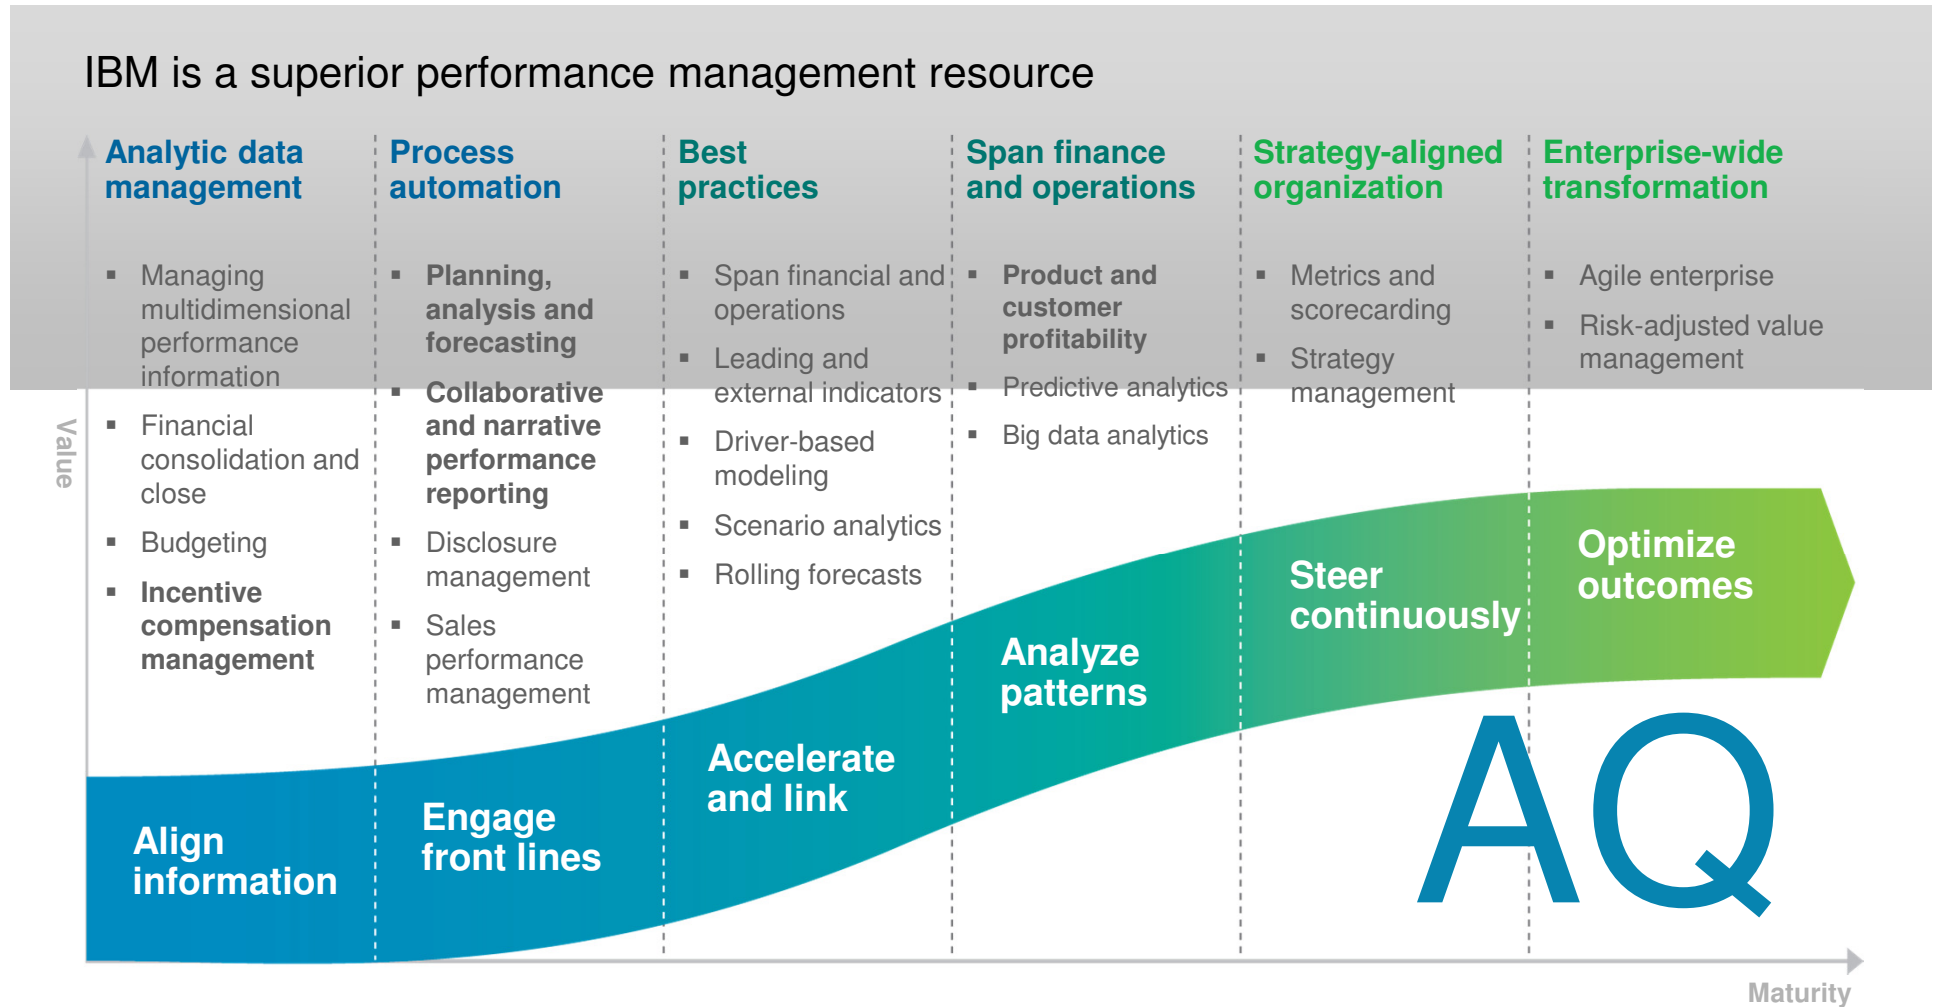 IBM is a superior performance management resource
Analytic data
management
▪ Managing
multidimensional
performance
information
▪ Financial
consolidation and
close
▪ Budgeting
▪ Incentive
compensation
management
Process
automation
▪ Planning,
analysis and
forecasting
▪ Collaborative
and narrative
performance
reporting
▪ Disclosure
management
▪ Sales
performance
management
Best
practices
▪ Span financial and
operations
▪ Leading and
external indicators
▪ Driver-based
modeling
▪ Scenario analytics
▪ Rolling forecasts
Span finance
and operations
▪ Product and
customer
profitability
▪ Predictive analytics
▪ Big data analytics
Strategy-aligned
organization
▪ Metrics and
scorecarding
▪ Strategy
management
Enterprise-wide
transformation
▪ Agile enterprise
▪ Risk-adjusted value
management
Value
Align
information
Engage
front lines
Accelerate
and link
Analyze
patterns
Steer
continuously
Optimize
outcomes
AQ
Maturity